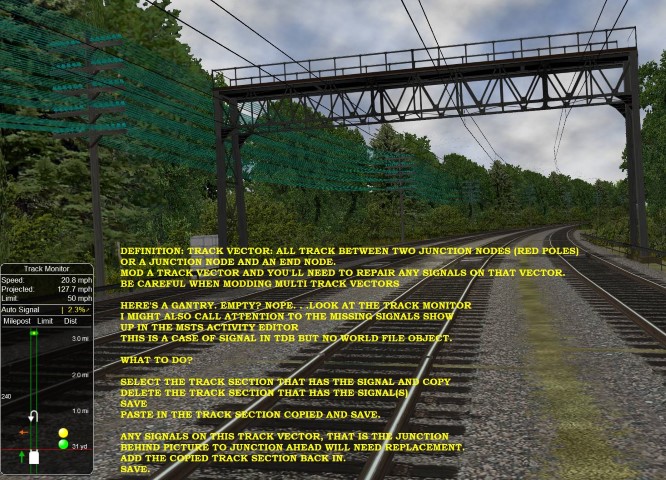 DEFINITION: TRACK VECTOR: ALL TRACK BETWEEN TWO JUNCTION NODES (RED POLES)
OR A JUNCTION NODE AND AN END NODE.
MOD A TRACK VECTOR AND YOU'LL NEED TO REPAIR ANY SIGNALS ON THAT VECTOR.
BE CAREFUL WHEN MODDING MULTI TRACK VECTORS
HERE'S A GANTRY. EMPTY? NOPE. . .LOOK AT THE TRACK MONITOR
I MIGHT ALSO CALL ATTENTION TO THE MISSING SIGNALS SHOW
UP IN THE MSTS ACTIVITY EDITOR
THIS IS A CASE OF SIGNAL IN TDB BUT NO WORLD FILE OBJECT.
WHAT TO DO?
SELECT THE TRACK SECTION THAT HAS THE SIGNAL AND COPY
DELETE THE TRACK SECTION THAT HAS THE SIGNAL(S)
SAVE
PASTE IN THE TRACK SECTION COPIED AND SAVE.
ANY SIGNALS ON THIS TRACK VECTOR, THAT IS THE JUNCTION
BEHIND PICTURE TO JUNCTION AHEAD WILL NEED REPLACEMENT.
ADD THE COPIED TRACK SECTION BACK IN.
SAVE.
Track Monitor
Speed: 20.8 mph
Projected: 127.7 mph
Limit: 50 mph
Auto Signal 2.3%
Milepost Limit Dist
3.0 mi
2.0 mi
240
1.0 mi
31 yd